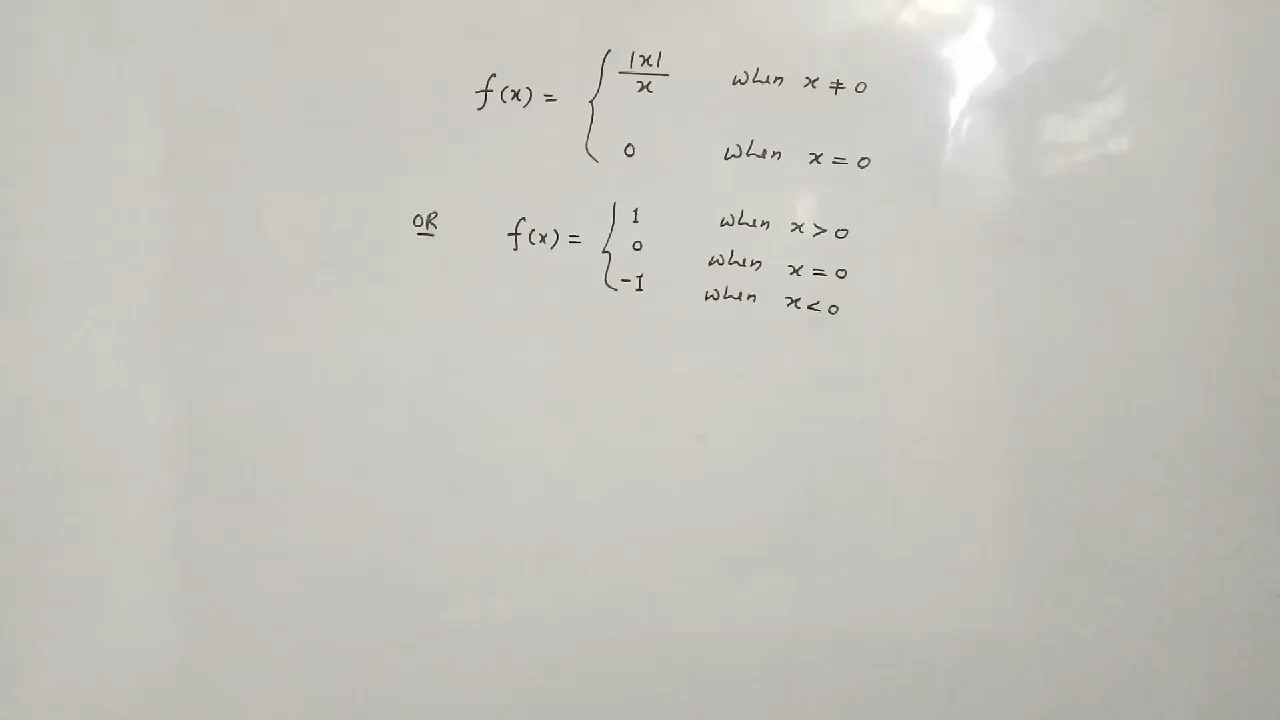 f(x) = { |x|/x when x ≠ 0
0 when x = 0
OR f(x) = { 1 when x > 0
0 when x = 0
-1 when x < 0